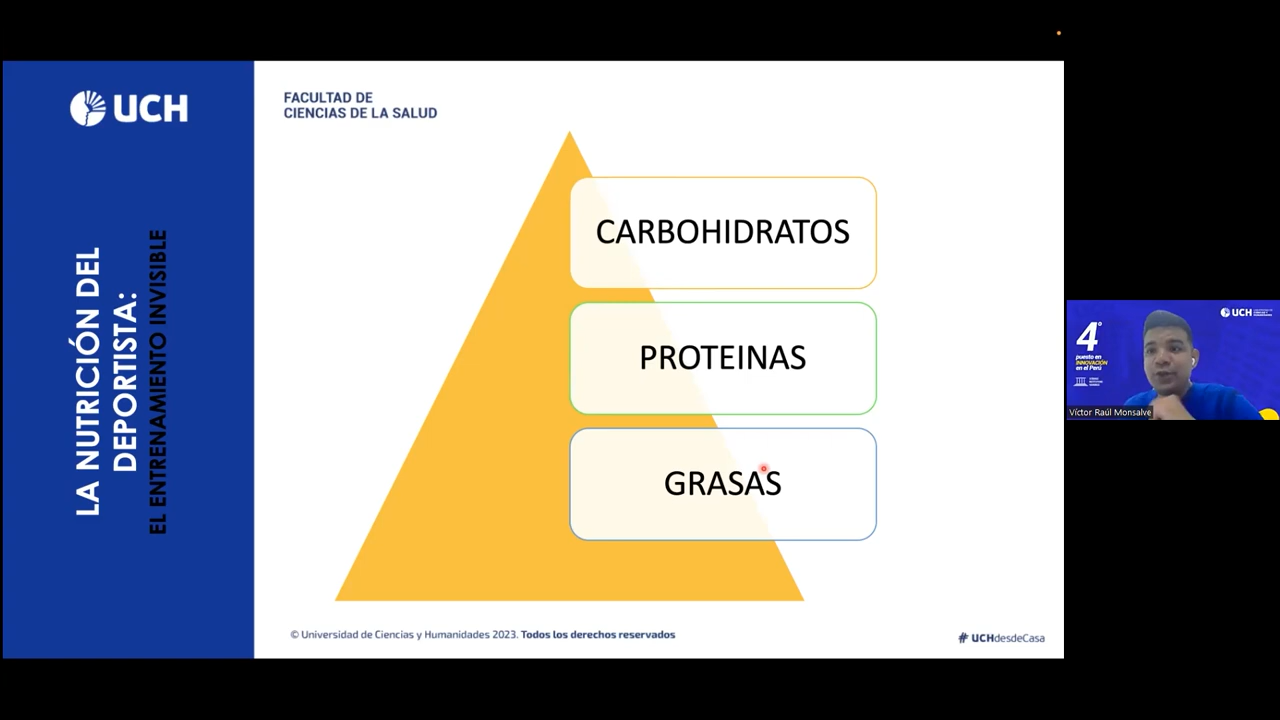 UCH
LA NUTRICIÓN DEL
DEPORTISTA:
EL ENTRENAMIENTO INVISIBLE
FACULTAD DE
CIENCIAS DE LA SALUD
CARBOHIDRATOS
PROTEINAS
GRASAS
© Universidad de Ciencias y Humanidades 2023. Todos los derechos reservados
# UCHdesdeCasa
UCH
4°
puesto en
INNOVACIÓN
en el Perú
Víctor Raúl Monsalve